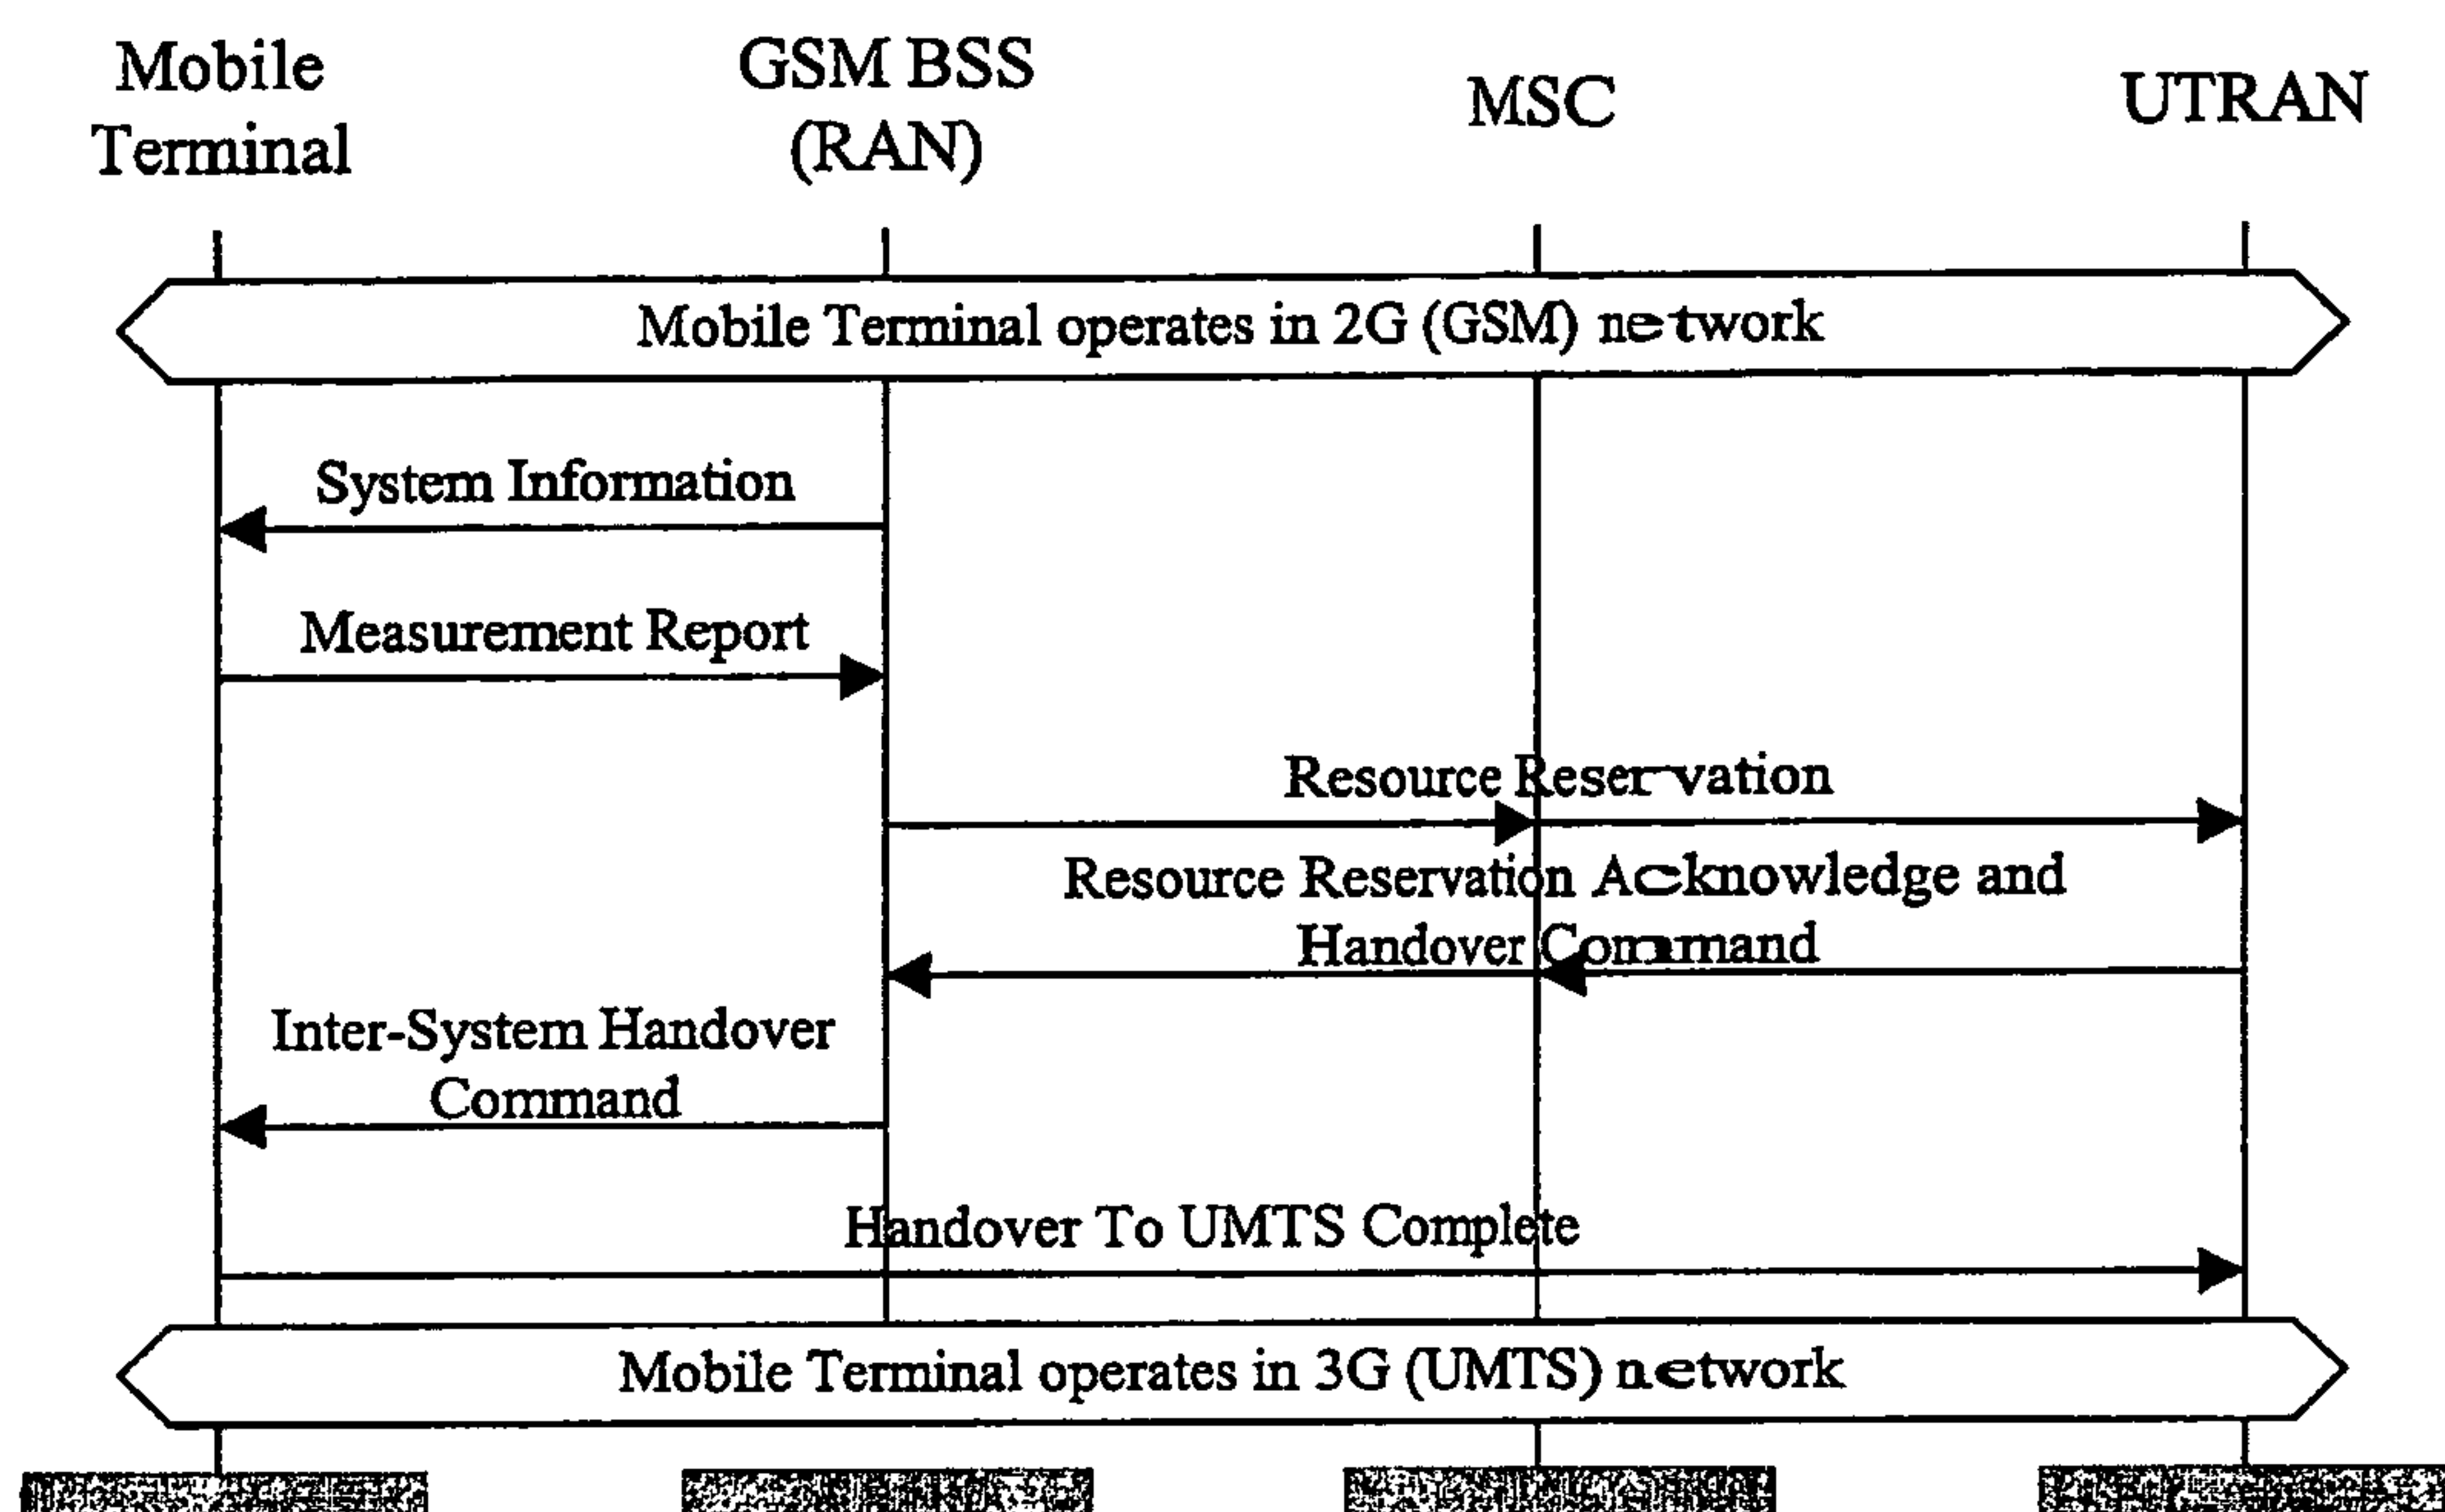 Mobile
Terminal
GSM BSS
(RAN)
MSC
UTRAN
Mobile Terminal operates in 2G (GSM) network
System Information
Measurement Report
Resource Reservation
Resource Reservation Acknowledge and
Handover Command
Inter-System Handover
Command
Handover To UMTS Complete
Mobile Terminal operates in 3G (UMTS) network